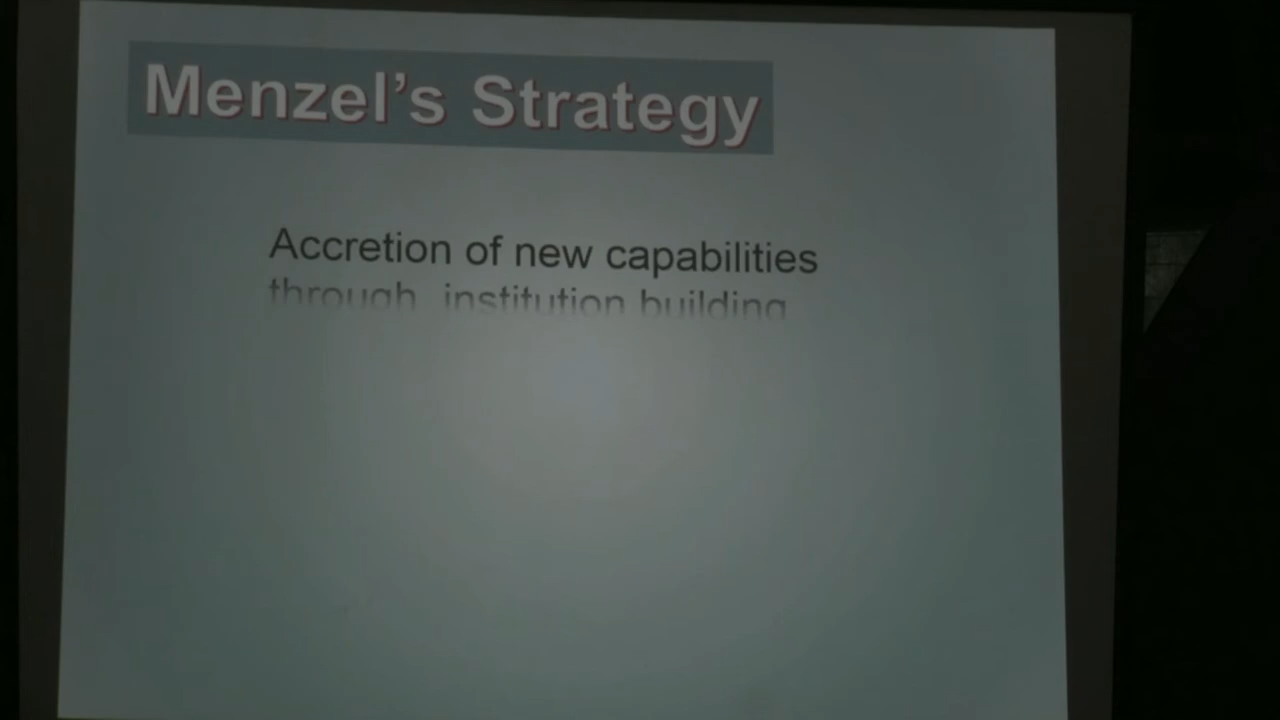 Menzel’s Strategy
Accretion of new capabilities
through institution building